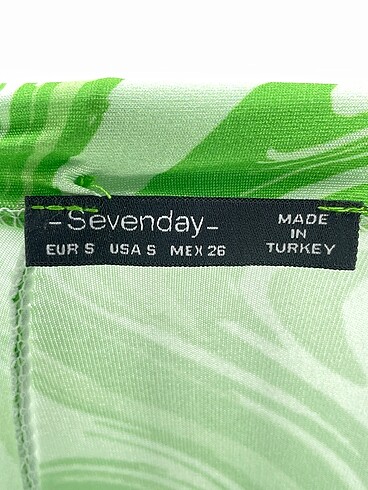 -Sevenday-
EUR S USA S MEX 26
MADE
IN
TURKEY